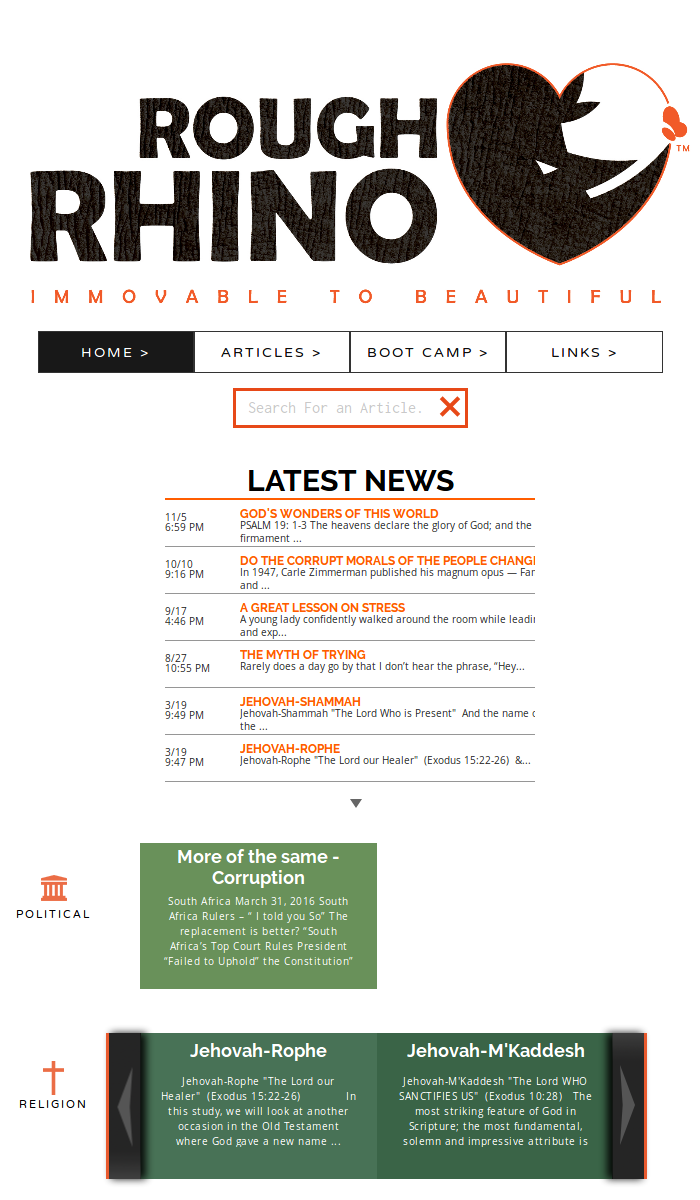 ROUGH
RHINO
TM
IMMOVABLE TO BEAUTIFUL
HOME > ARTICLES > BOOT CAMP > LINKS >
Search For an Article.
LATEST NEWS
11/5
6:59 PM
GOD'S WONDERS OF THIS WORLD
PSALM 19: 1-3 The heavens declare the glory of God; and the
firmament ...
10/10
9:16 PM
DO THE CORRUPT MORALS OF THE PEOPLE CHANGE
In 1947, Carle Zimmerman published his magnum opus — Far
and ...
9/17
4:46 PM
A GREAT LESSON ON STRESS
A young lady confidently walked around the room while leadin
and exp...
8/27
10:55 PM
THE MYTH OF TRYING
Rarely does a day go by that I don’t hear the phrase, “Hey...
3/19
9:49 PM
JEHOVAH-SHAMMAH
Jehovah-Shammah "The Lord Who is Present" And the name o
the ...
3/19
9:47 PM
JEHOVAH-ROPHE
Jehovah-Rophe "The Lord our Healer" (Exodus 15:22-26) &...
POLITICAL
More of the same -
Corruption
South Africa March 31, 2016 South
Africa Rulers – “ I told you So” The
replacement is better? “South
Africa’s Top Court Rules President
“Failed to Uphold” the Constitution”
RELIGION
Jehovah-Rophe
Jehovah-Rophe "The Lord our
Healer" (Exodus 15:22-26) In
this study, we will look at another
occasion in the Old Testament
where God gave a new name ...
Jehovah-M'Kaddesh
Jehovah-M'Kaddesh "The Lord WHO
SANCTIFIES US" (Exodus 10:28) The
most striking feature of God in
Scripture; the most fundamental,
solemn and impressive attribute is